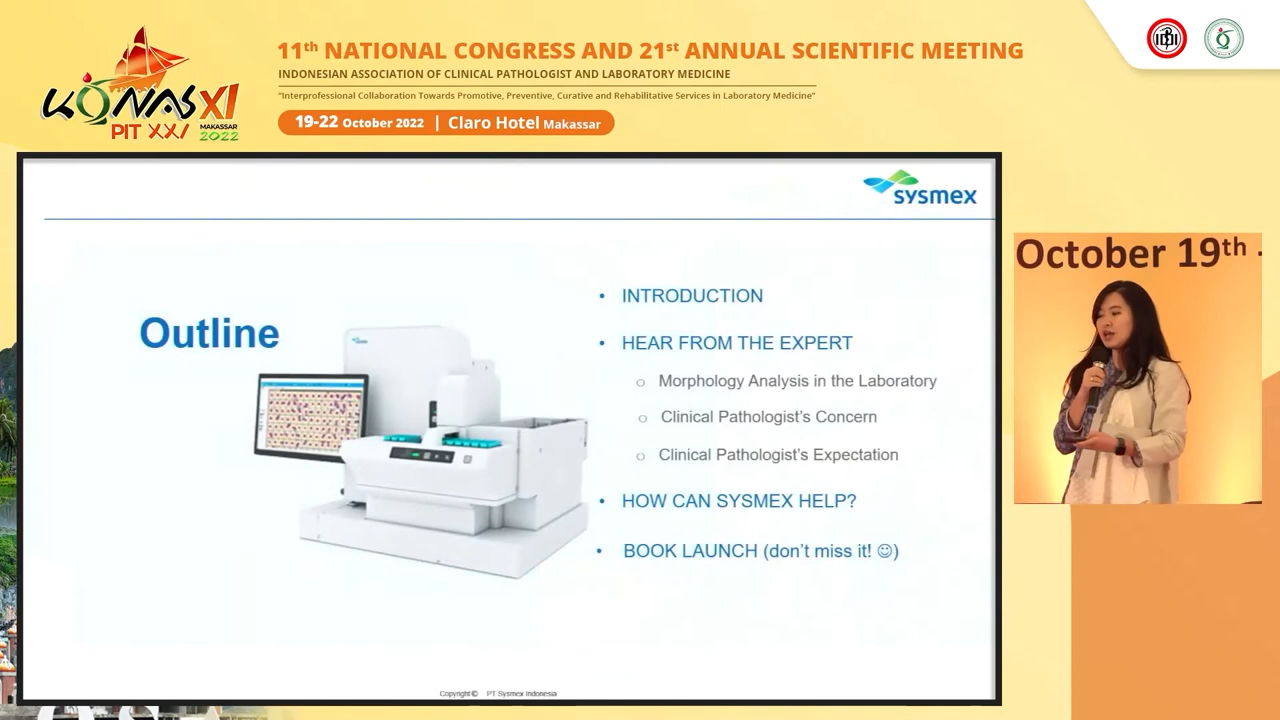 11th NATIONAL CONGRESS AND 21st ANNUAL SCIENTIFIC MEETING
INDONESIAN ASSOCIATION OF CLINICAL PATHOLOGIST AND LABORATORY MEDICINE
"Interprofessional Collaboration Towards Promotive, Preventive, Curative and Rehabilitative Services in Laboratory Medicine"
19-22 October 2022 | Claro Hotel Makassar
KONAS XI
PIT XXI
MAKASSAR
2022
IDI
sysmex
Outline
• INTRODUCTION
• HEAR FROM THE EXPERT
o Morphology Analysis in the Laboratory
o Clinical Pathologist's Concern
o Clinical Pathologist's Expectation
• HOW CAN SYSMEX HELP?
• BOOK LAUNCH (don't miss it! ☺)
Copyright © PT Sysmex Indonesia
October 19th -